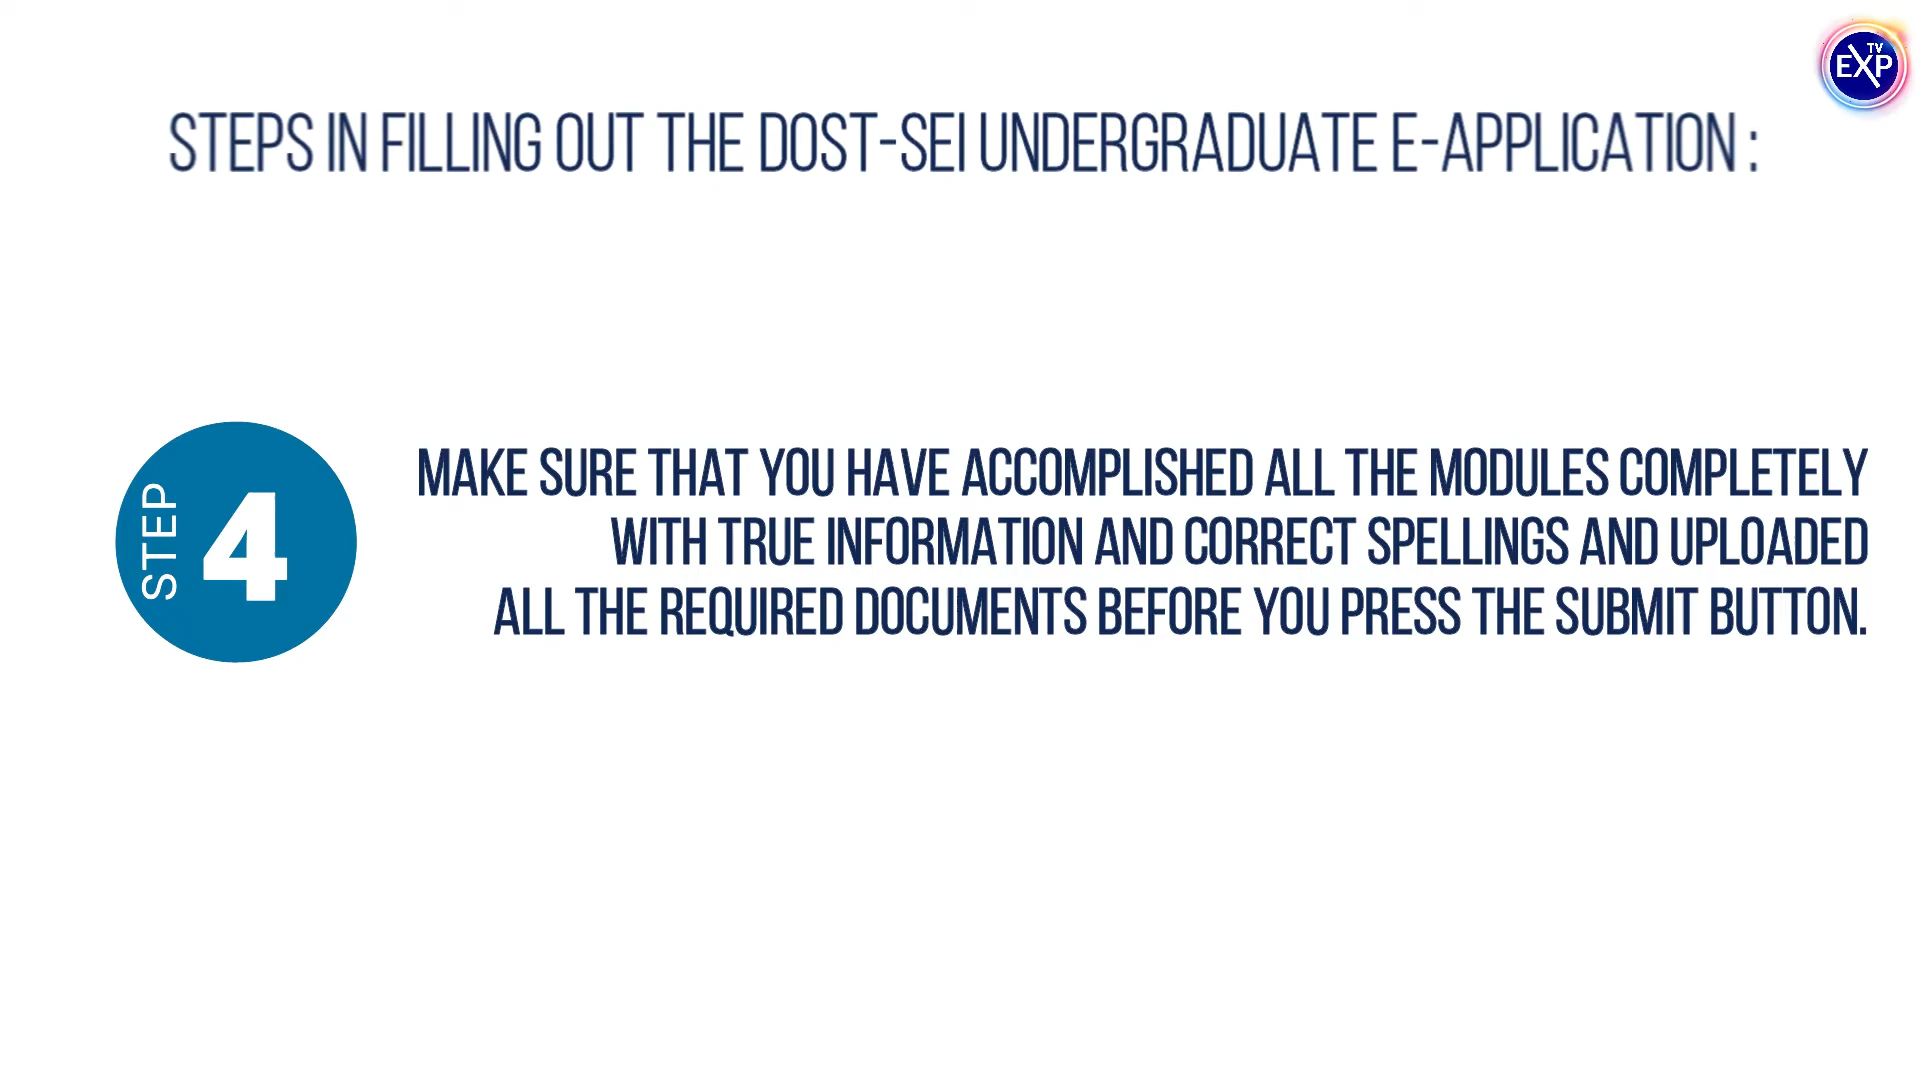 TV
EXP
STEPS IN FILLING OUT THE DOST-SEI UNDERGRADUATE E-APPLICATION :
STEP
4
MAKE SURE THAT YOU HAVE ACCOMPLISHED ALL THE MODULES COMPLETELY
WITH TRUE INFORMATION AND CORRECT SPELLINGS AND UPLOADED
ALL THE REQUIRED DOCUMENTS BEFORE YOU PRESS THE SUBMIT BUTTON.